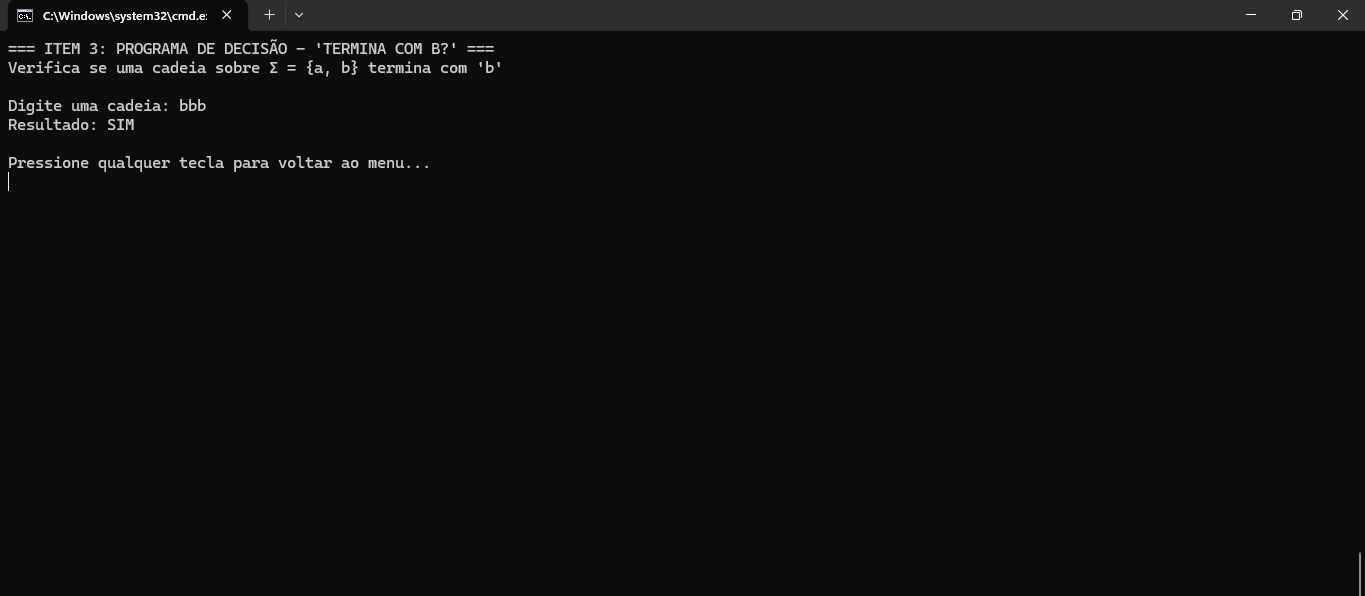 C:\Windows\system32\cmd.e:
=== ITEM 3: PROGRAMA DE DECISÃO - 'TERMINA COM B?' ===
Verifica se uma cadeia sobre Σ = {a, b} termina com 'b'
Digite uma cadeia: bbb
Resultado: SIM
Pressione qualquer tecla para voltar ao menu...